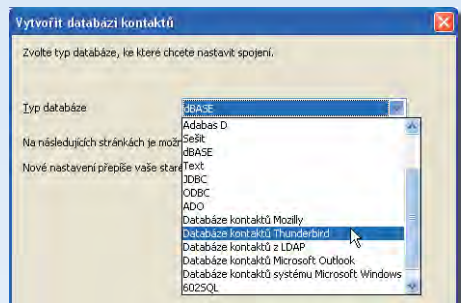 Vytvořit databázi kontaktů
Zvolte typ databáze, ke které chcete nastavit spojení.
Typ databáze
dBASE
Adabas D
Na následujících stránkách je možn
Sešit
dBASE
Nové nastavení přepíše vaše staré
Text
JDBC
ODBC
ADO
Databáze kontaktů Mozilly
Databáze kontaktů Thunderbird
Databáze kontaktů z LDAP
Databáze kontaktů Microsoft Outlook
Databáze kontaktů systému Microsoft Windows
602SQL